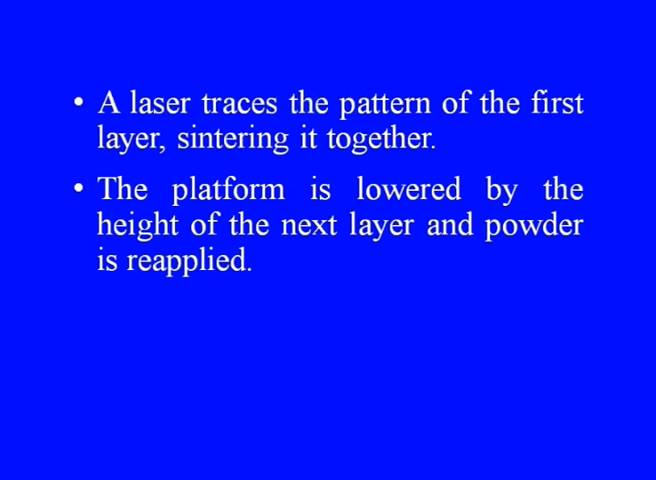 • A laser traces the pattern of the first
layer, sintering it together.
• The platform is lowered by the
height of the next layer and powder
is reapplied.